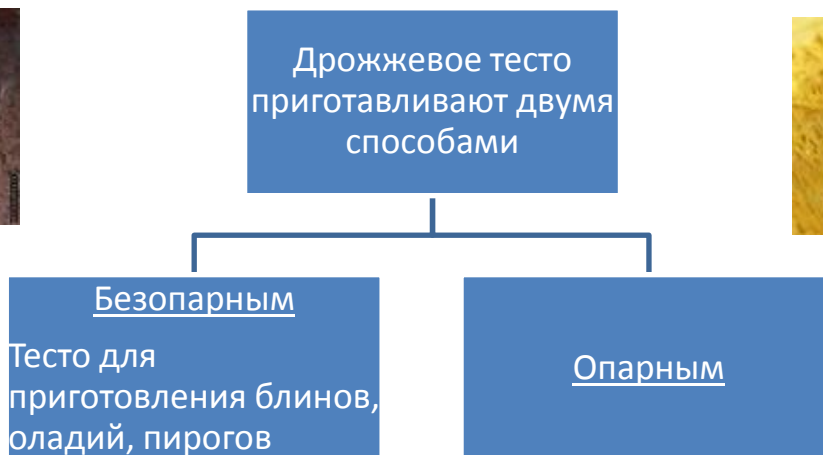 Дрожжевое тесто
приготавливают двумя
способами
Безопарным
Тесто для
приготовления блинов,
оладий, пирогов
Опарным